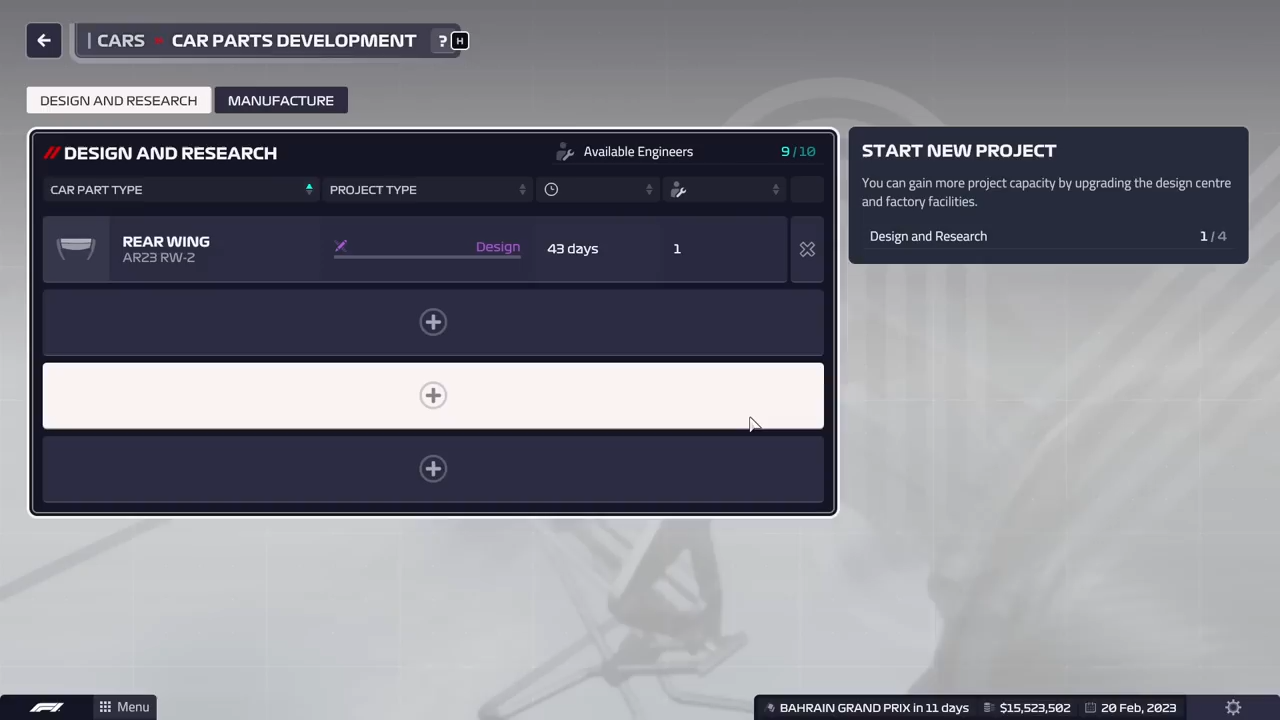 CARS
CAR PARTS DEVELOPMENT
? H
DESIGN AND RESEARCH
MANUFACTURE
DESIGN AND RESEARCH
Available Engineers
9 / 10
CAR PART TYPE
PROJECT TYPE
REAR WING
AR23 RW-2
Design
43 days
1
START NEW PROJECT
You can gain more project capacity by upgrading the design centre
and factory facilities.
Design and Research
1 / 4
F1
Menu
BAHRAIN GRAND PRIX in 11 days
$15,523,502
20 Feb, 2023